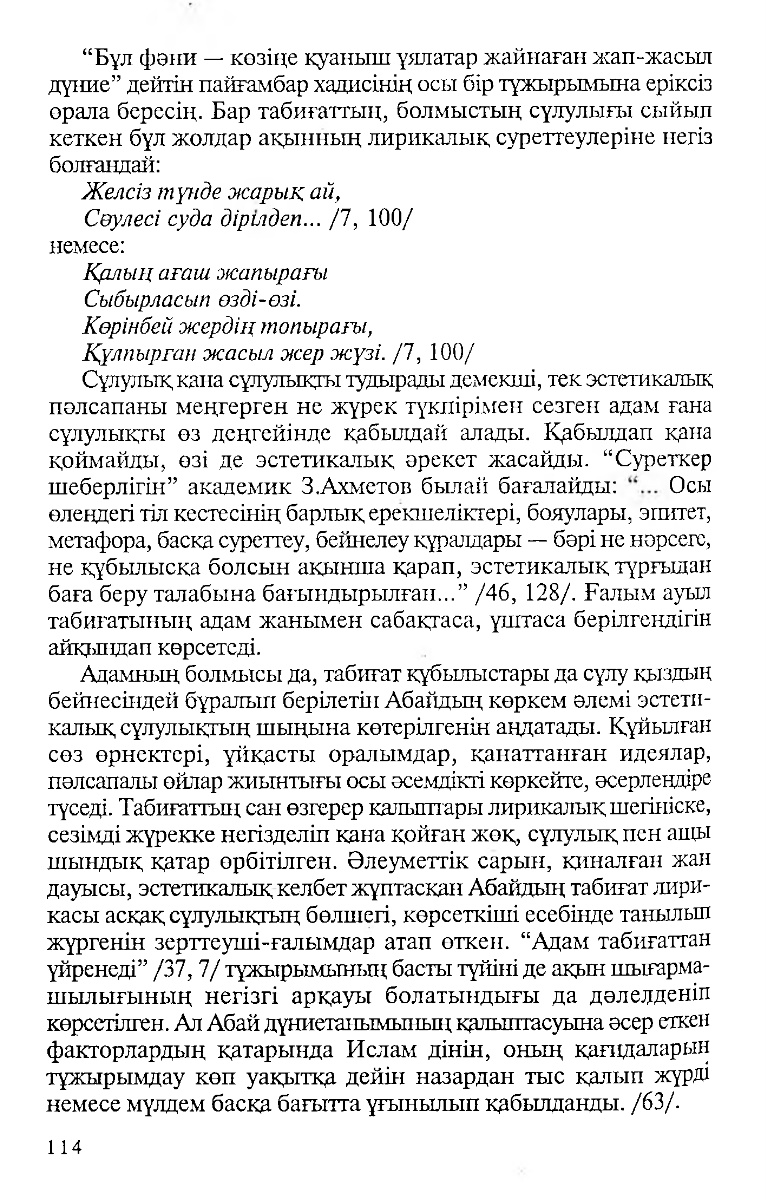 “Бұл фәни — көзіңе қуаныш ұялатар жайнаған жап-жасыл
дүние” дейтін пайғамбар хадисінің осы бір тұжырымына еріксіз
орала бересің. Бар табиғаттың, болмыстың сұлулығы сыйып
кеткен бұл жолдар ақынның лирикалық суреттеулеріне негіз
болғандай:
Желсіз түнде жарық ай,
Сәулесі суда дірілдеп... /7, 100/
немесе:
Қалың ағаш жапырағы
Сыбырласып өзді-өзі.
Көрінбей жердің топырағы,
Құлпырған жасыл жер жүзі. /7, 100/
Сұлулық кана сұлулықты тудырады демекші, тек эстетикалық
пәлсапаны меңгерген не жүрек түкпірімен сезген адам ғана
сұлулықты өз деңгейінде қабылдай алады. Қабылдап қана
қоймайды, өзі де эстетикалық әрекет жасайды. “Суреткер
шеберлігін” академик З.Ахметов былай бағалайды: “... Осы
өлеңдегі тіл кестесінің барлық ерекшеліктері, бояулары, эпитет,
метафора, басқа суреттеу, бейнелеу құралдары — бәрі не нәрсеге,
не құбылысқа болсын ақынша қарап, эстетикалық тұрғыдан
баға беру талабына бағындырылған...” /46, 128/. Ғалым ауыл
табиғатының адам жанымен сабақтаса, ұштаса берілгендігін
айқындап көрсетеді.
Адамның болмысы да, табиғат құбылыстары да сұлу қыздың
бейнесіндей бұралып берілетін Абайдың көркем әлемі эстети-
калық сұлулықтың шыңына көтерілгенін аңдатады. Құйылған
сөз өрнектері, ұйқасты оралымдар, қанаттанған идеялар,
пәлсапалы ойлар жиынтығы осы әсемдікті көркейте, әсерлендіре
түседі. Табиғаттың сан өзгерер қалыптары лирикалық шегініске,
сезімді жүрекке негізделіп қана қойған жоқ, сұлулық пен ащы
шындық қатар өрбітілген. Әлеуметтік сарын, қиналған жан
дауысы, эстетикалық келбет жұптасқан Абайдың табиғат лири-
касы асқақ сұлулықтың бөлшегі, көрсеткіші есебінде танылып
жүргенін зерттеуші-ғалымдар атап өткен. “Адам табиғаттан
үйренеді” /37, 7/ тұжырымының басты түйіні де ақын шығарма-
шылығының негізгі арқауы болатындығы да дәлелденіп
көрсетілген. Ал Абай дүниетанымының қалыптасуына әсер еткен
факторлардың қатарында Ислам дінін, оның қағидаларын
тұжырымдау көп уақытқа дейін назардан тыс қалып жүрді
немесе мүлдем басқа бағытта ұғынылып қабылданды. /63/.
114